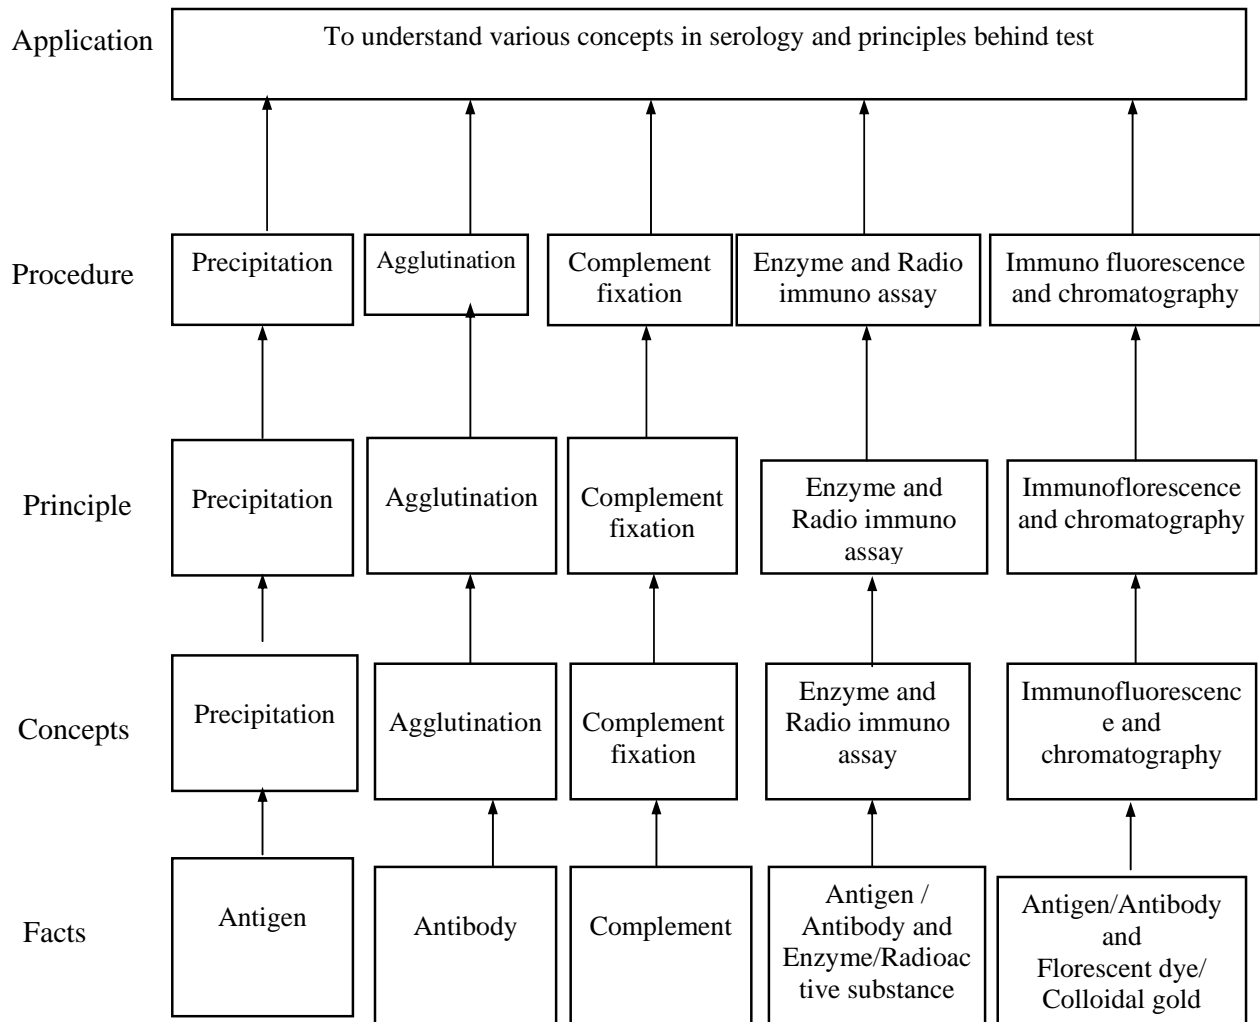 Application
To understand various concepts in serology and principles behind test
Procedure
Precipitation
Agglutination
Complement
fixation
Enzyme and Radio
immuno assay
Immuno fluorescence
and chromatography
Principle
Precipitation
Agglutination
Complement
fixation
Enzyme and
Radio immuno
assay
Immunoflorescence
and chromatography
Concepts
Precipitation
Agglutination
Complement
fixation
Enzyme and
Radio immuno
assay
Immunofluorescenc
e and
chromatography
Facts
Antigen
Antibody
Complement
Antigen /
Antibody and
Enzyme/Radioac
tive substance
Antigen/Antibody
and
Florescent dye/
Colloidal gold